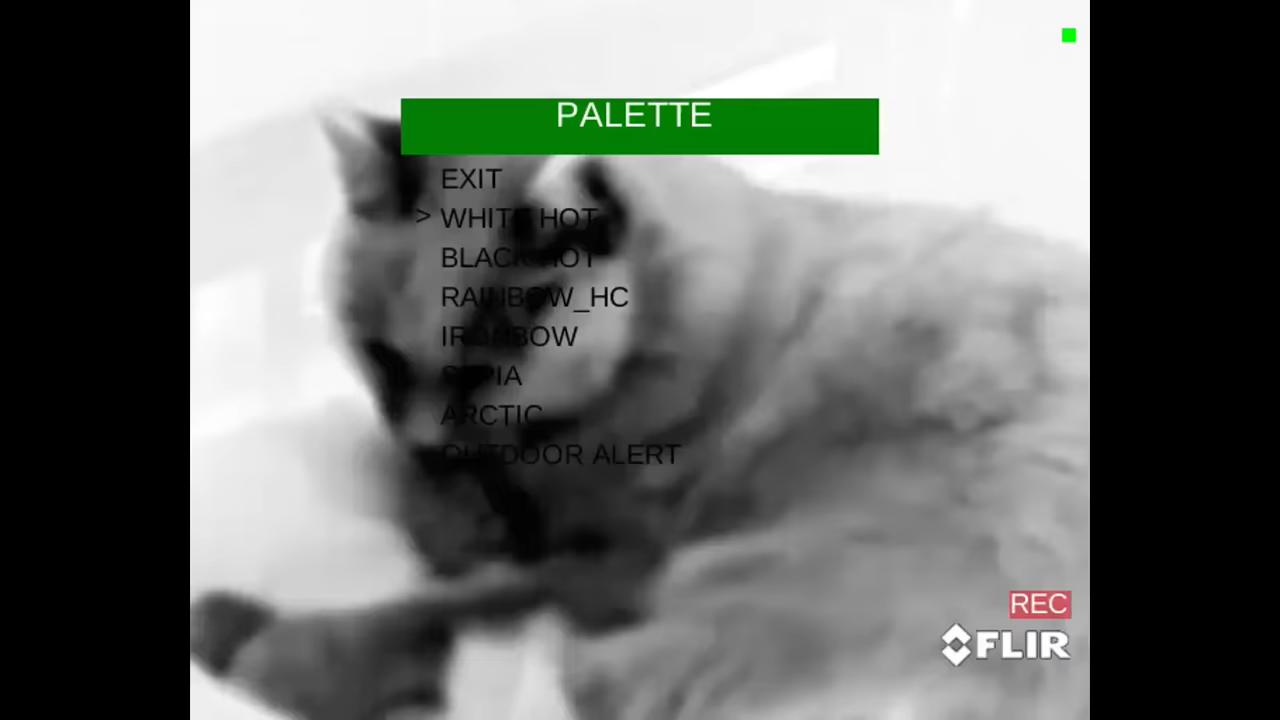 PALETTE
EXIT
> WHITE HOT
BLACK HOT
RAINBOW_HC
IRONBOW
SEPIA
ARCTIC
OUTDOOR ALERT
REC
FLIR